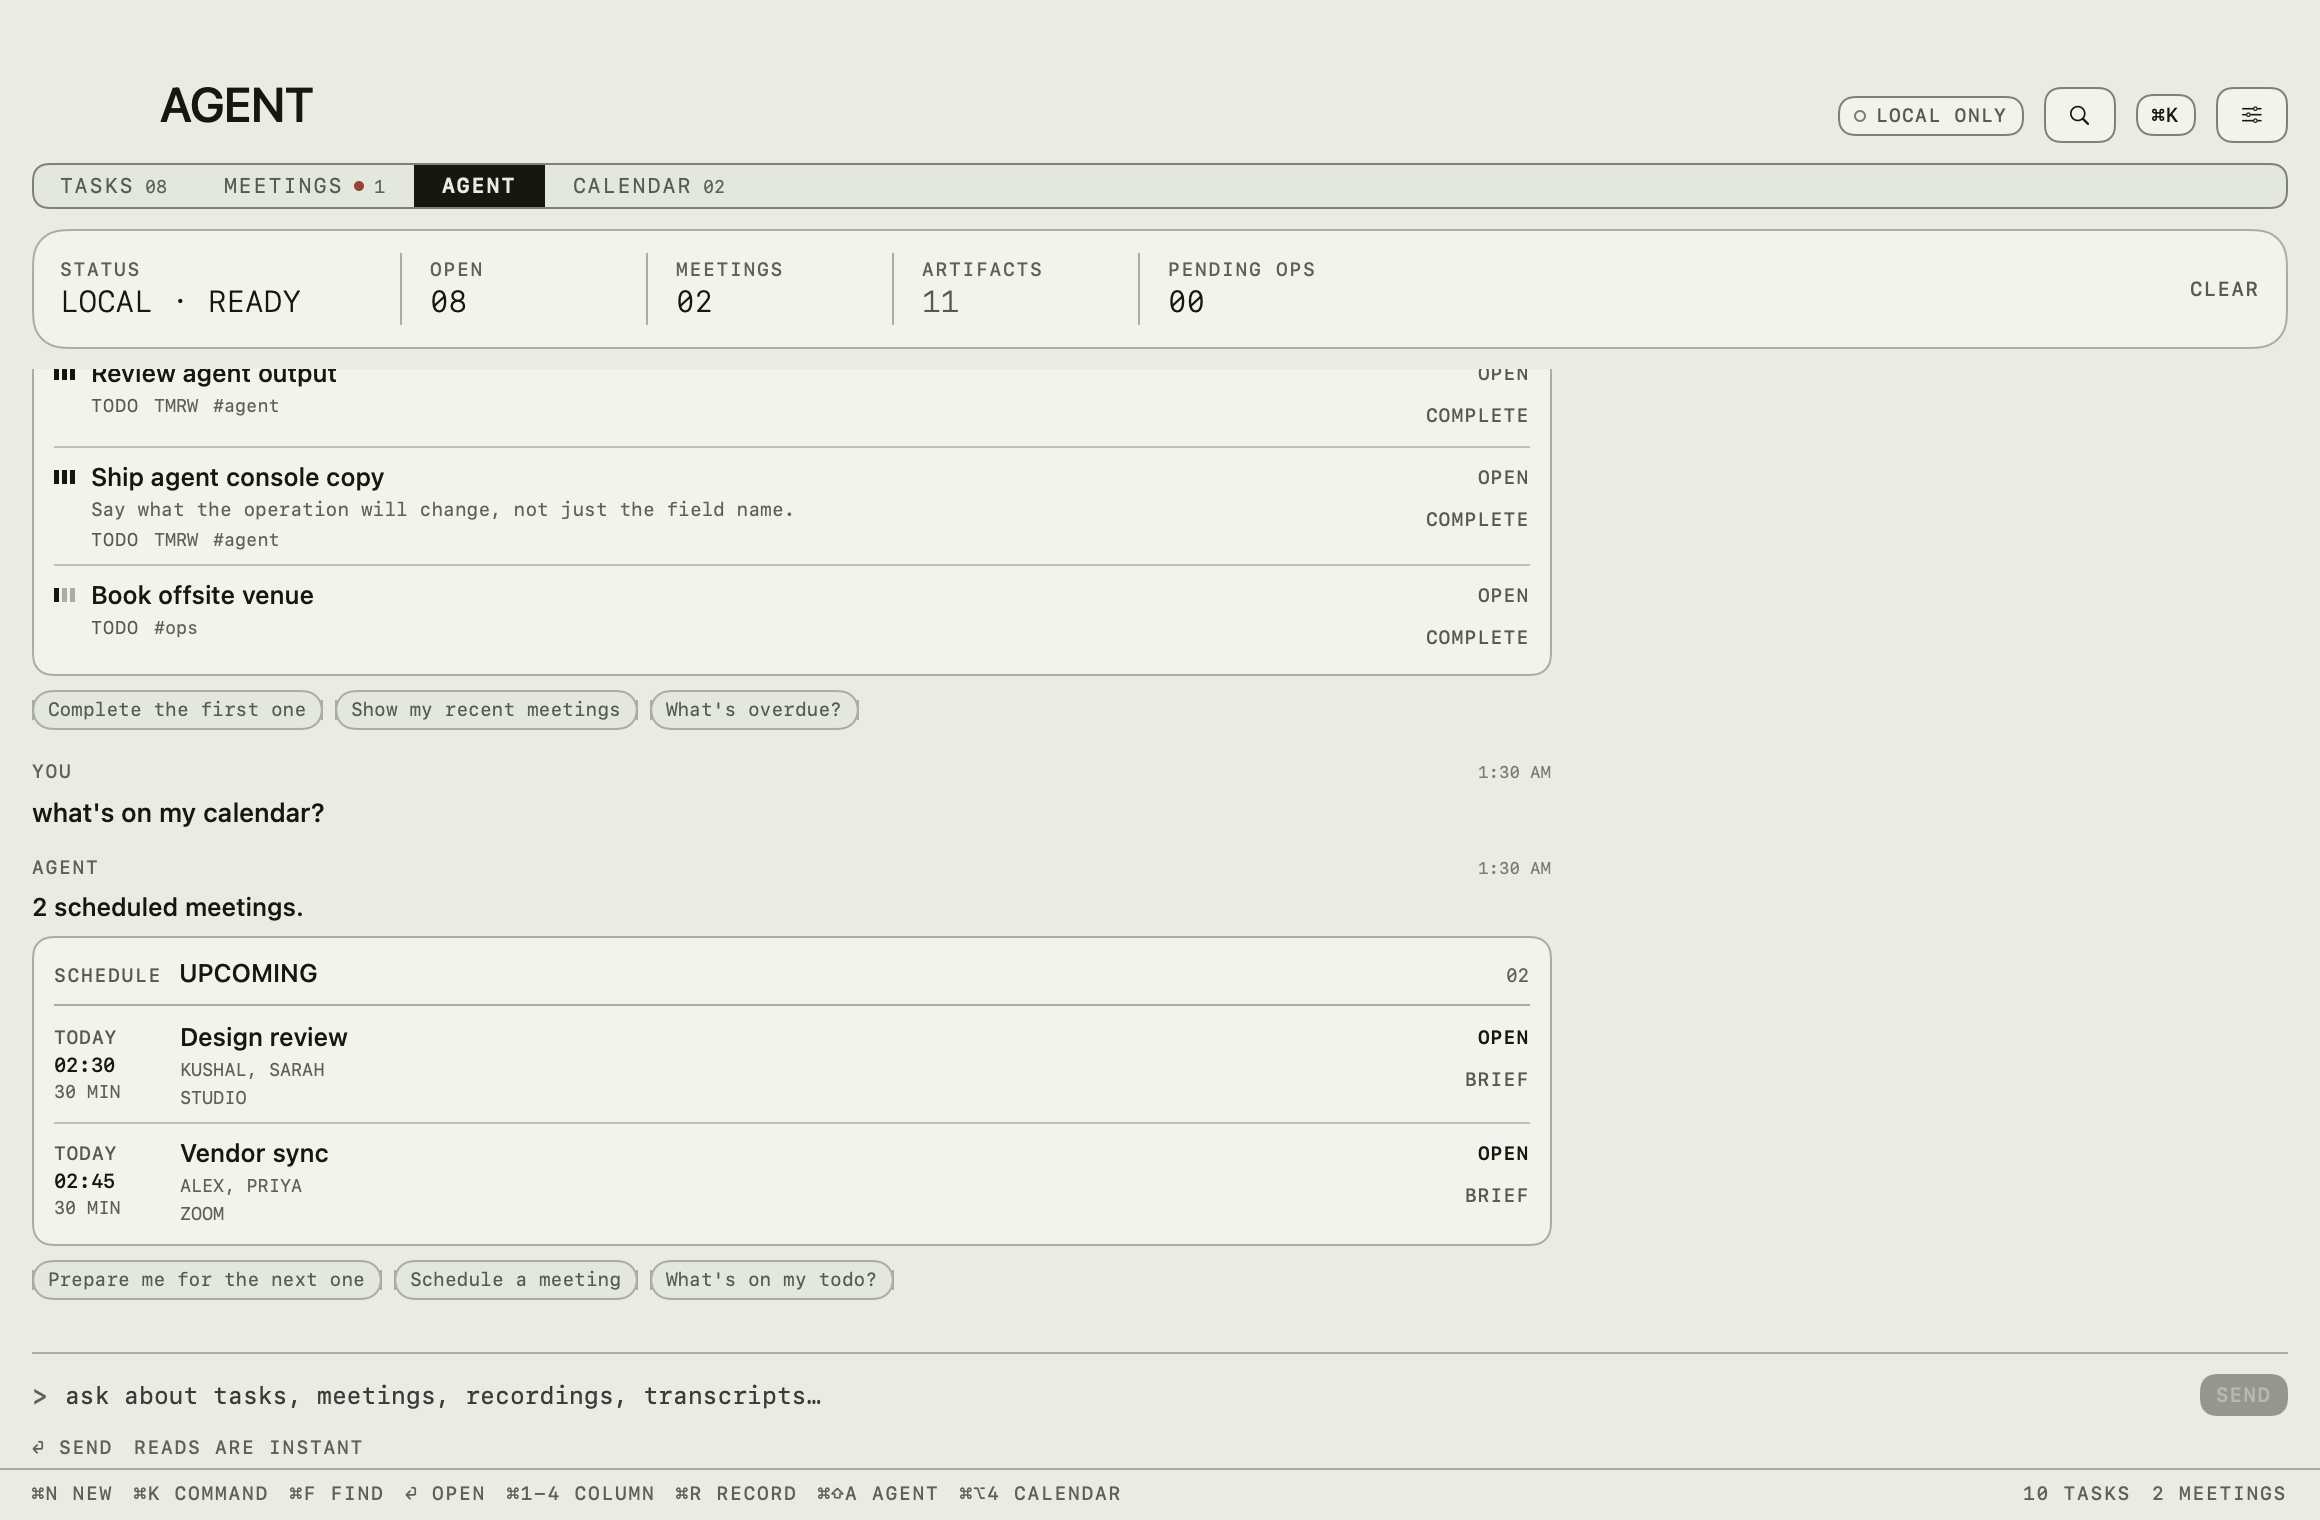 AGENT
LOCAL ONLY
⌘K
TASKS 08
MEETINGS 1
AGENT
CALENDAR 02
STATUS
LOCAL · READY
OPEN
08
MEETINGS
02
ARTIFACTS
11
PENDING OPS
00
CLEAR
Review agent output
OPEN
TODO TMRW #agent
COMPLETE
Ship agent console copy
OPEN
Say what the operation will change, not just the field name.
COMPLETE
TODO TMRW #agent
Book offsite venue
OPEN
TODO #ops
COMPLETE
Complete the first one
Show my recent meetings
What's overdue?
YOU
1:30 AM
what's on my calendar?
AGENT
1:30 AM
2 scheduled meetings.
SCHEDULE UPCOMING
02
TODAY
02:30
30 MIN
Design review
KUSHAL, SARAH
STUDIO
OPEN
BRIEF
TODAY
02:45
30 MIN
Vendor sync
ALEX, PRIYA
ZOOM
OPEN
BRIEF
Prepare me for the next one
Schedule a meeting
What's on my todo?
> ask about tasks, meetings, recordings, transcripts…
SEND
⏎ SEND READS ARE INSTANT
⌘N NEW ⌘K COMMAND ⌘F FIND ⏎ OPEN ⌘1–4 COLUMN ⌘R RECORD ⌘⇧A AGENT ⌘⌥4 CALENDAR
10 TASKS 2 MEETINGS